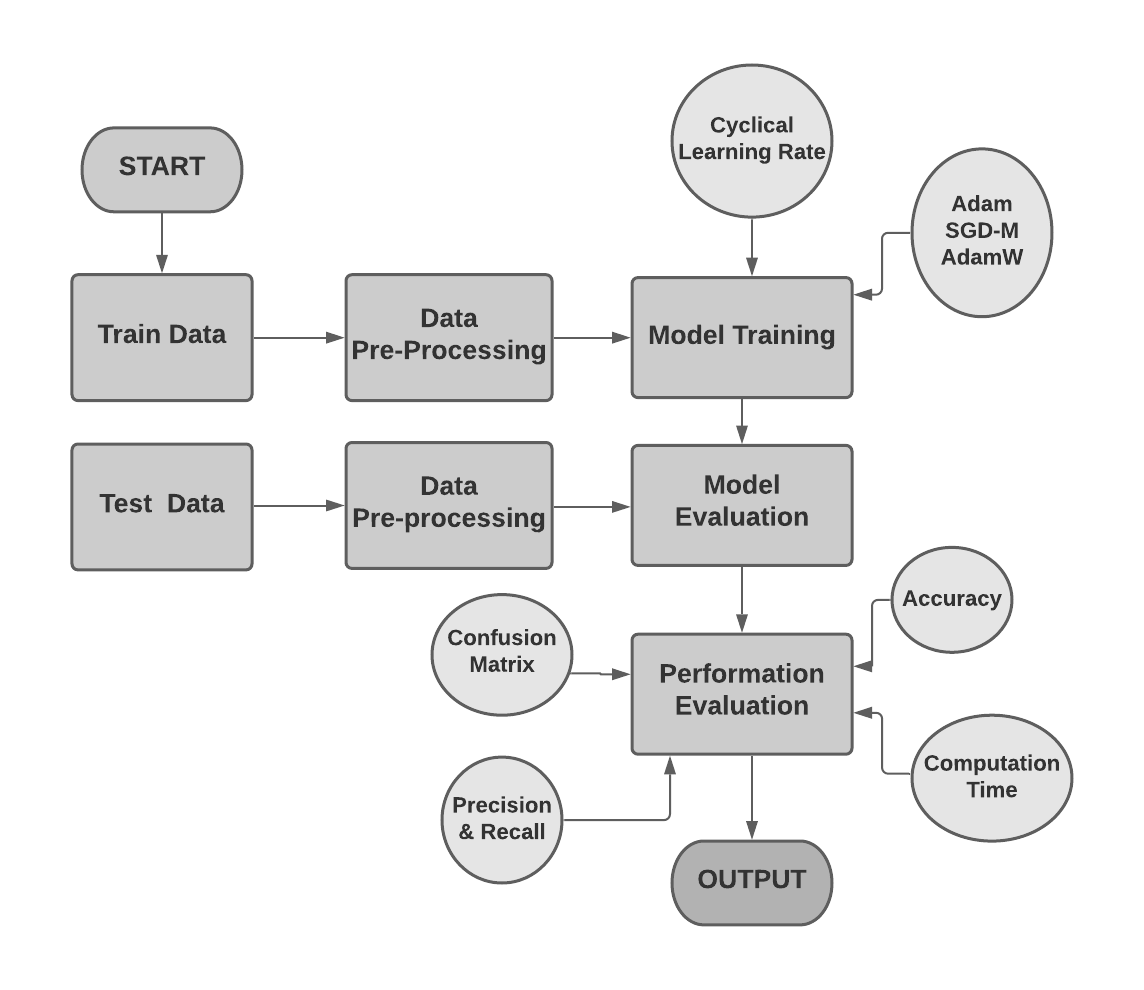 Cyclical
Learning Rate
START
Adam
SGD-M
AdamW
Train Data
Data
Pre-Processing
Model Training
Test  Data
Data
Pre-processing
Model
Evaluation
Accuracy
Confusion
Matrix
Performation
Evaluation
Computation
Time
Precision
& Recall
OUTPUT